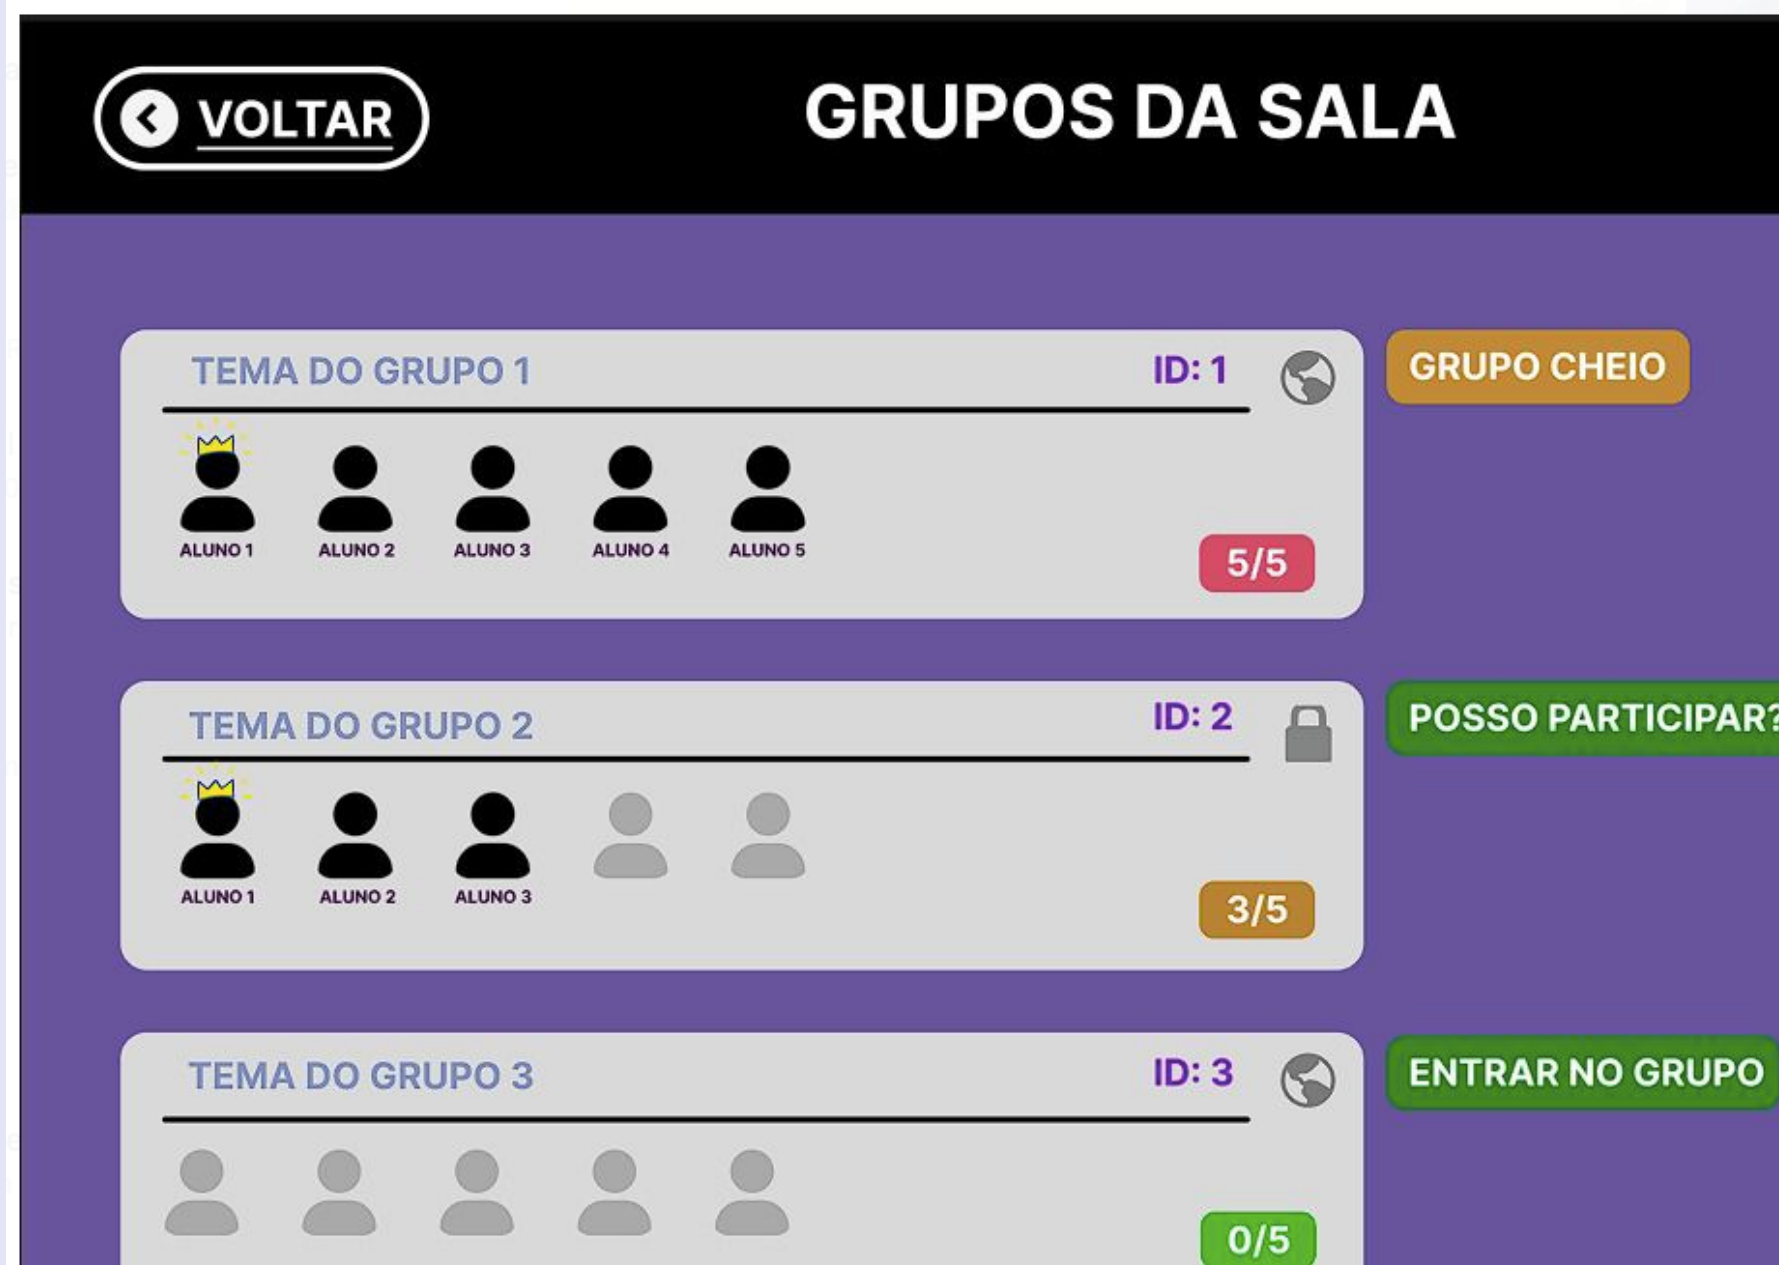 VOLTAR
GRUPOS DA SALA
TEMA DO GRUPO 1
ID: 1
GRUPO CHEIO
ALUNO 1
ALUNO 2
ALUNO 3
ALUNO 4
ALUNO 5
5/5
TEMA DO GRUPO 2
ID: 2
POSSO PARTICIPAR?
ALUNO 1
ALUNO 2
ALUNO 3
3/5
TEMA DO GRUPO 3
ID: 3
ENTRAR NO GRUPO
0/5